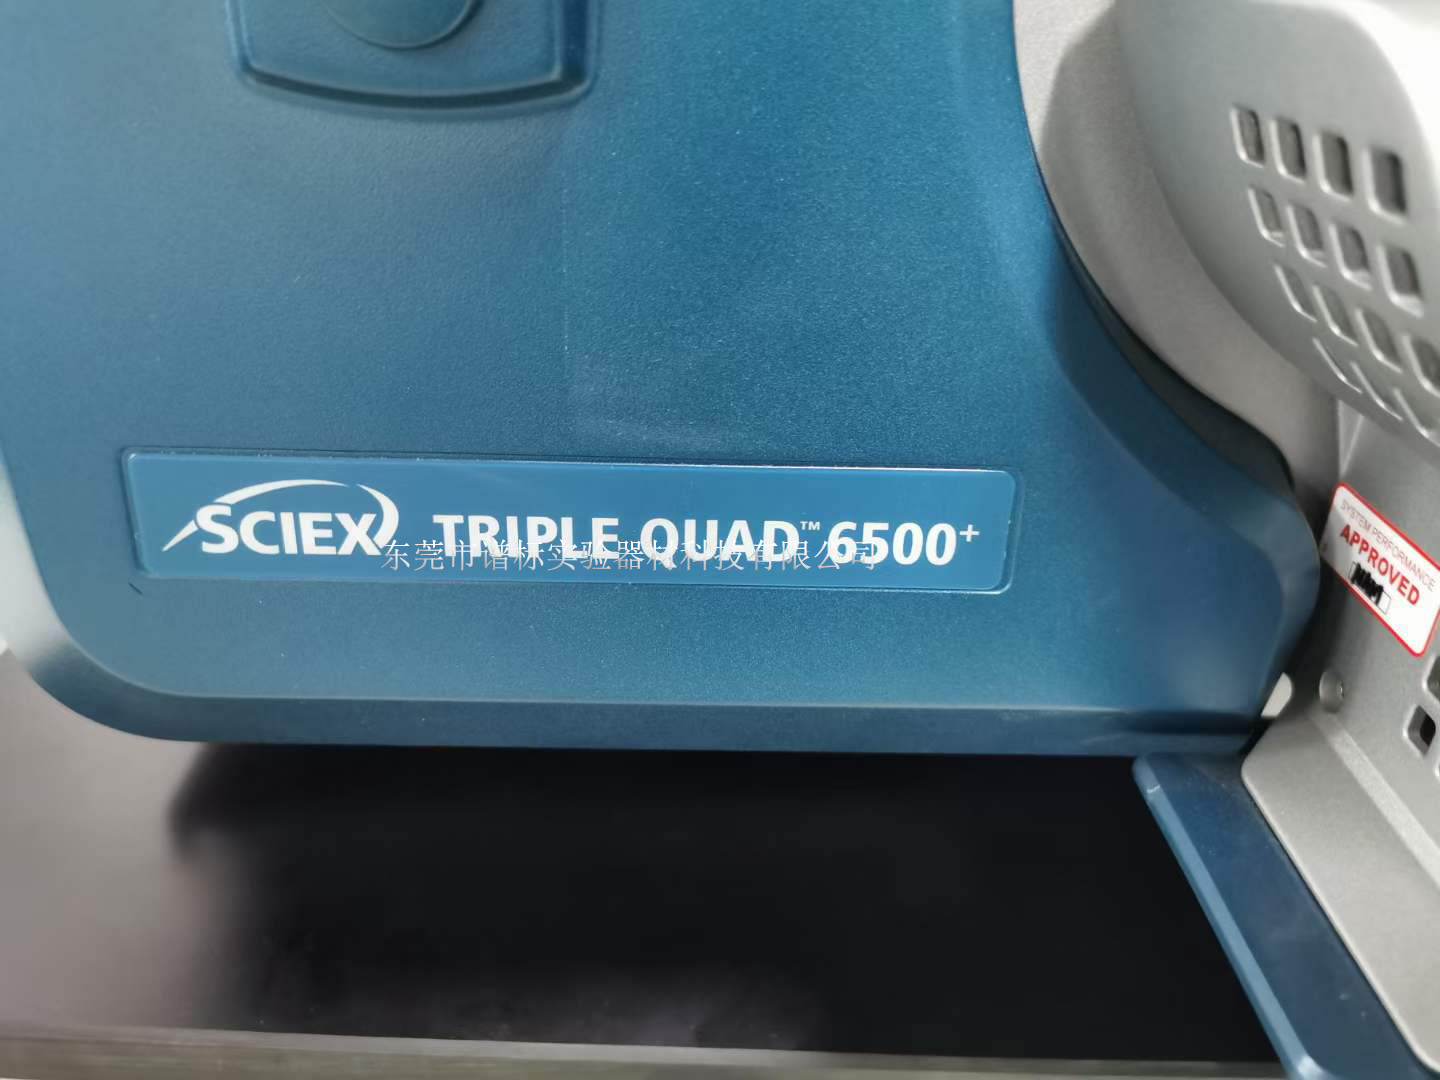 SCIEX TRIPLE QUAD™ 6500+
东莞市谱标实验器材科技有限公司
SYSTEM PERFORMANCE
APPROVED